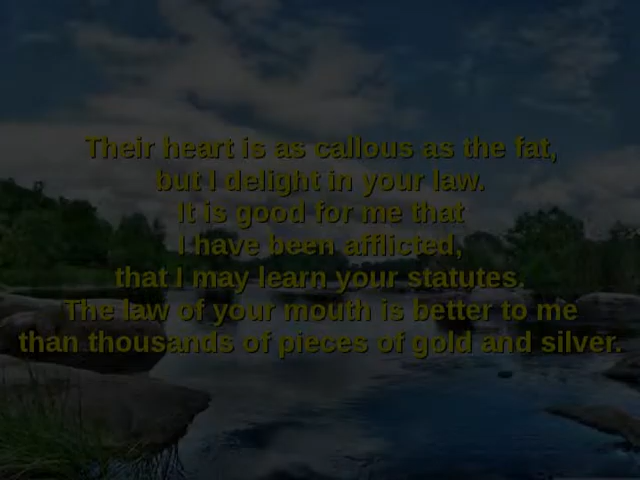 Their heart is as callous as the fat,
but I delight in your law.
It is good for me that
I have been afflicted,
that I may learn your statutes.
The law of your mouth is better to me
than thousands of pieces of gold and silver.